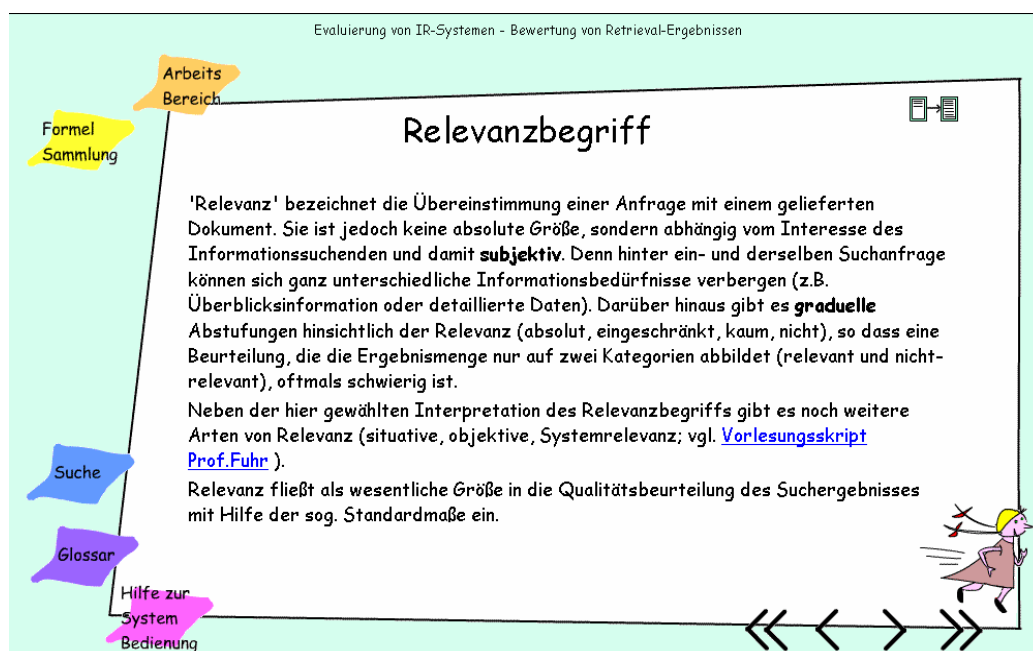 Evaluierung von IR-Systemen - Bewertung von Retrieval-Ergebnissen
Arbeits
Bereich
Formel
Sammlung
Relevanzbegriff
'Relevanz' bezeichnet die Übereinstimmung einer Anfrage mit einem gelieferten
Dokument. Sie ist jedoch keine absolute Größe, sondern abhängig vom Interesse des
Informationssuchenden und damit subjektiv. Denn hinter ein- und derselben Suchanfrage
können sich ganz unterschiedliche Informationsbedürfnisse verbergen (z.B.
Überblicksinformation oder detaillierte Daten). Darüber hinaus gibt es graduelle
Abstufungen hinsichtlich der Relevanz (absolut, eingeschränkt, kaum, nicht), so dass eine
Beurteilung, die die Ergebnismenge nur auf zwei Kategorien abbildet (relevant und nicht-
relevant), oftmals schwierig ist.
Neben der hier gewählten Interpretation des Relevanzbegriffs gibt es noch weitere
Arten von Relevanz (situative, objektive, Systemrelevanz; vgl. Vorlesungsskript
Prof.Fuhr ).
Relevanz fließt als wesentliche Größe in die Qualitätsbeurteilung des Suchergebnisses
mit Hilfe der sog. Standardmaße ein.
Suche
Glossar
Hilfe zur
System
Bedienung